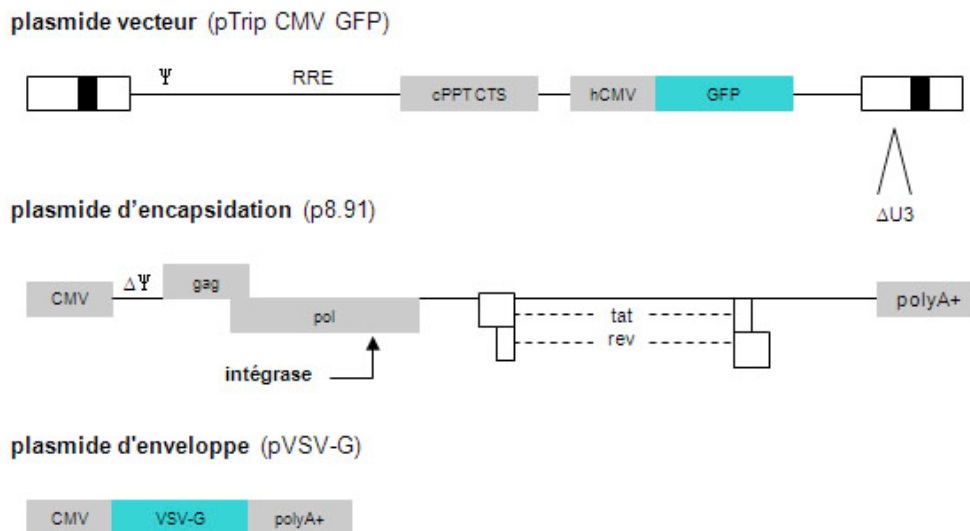 plasmide vecteur (pTrip CMV GFP)
Ψ
RRE
cPPT CTS
hCMV
GFP
ΔU3
plasmide d'encapsidation (p8.91)
CMV
ΔΨ
gag
pol
tat
rev
polyA+
intégrase
plasmide d'enveloppe (pVSV-G)
CMV
VSV-G
polyA+